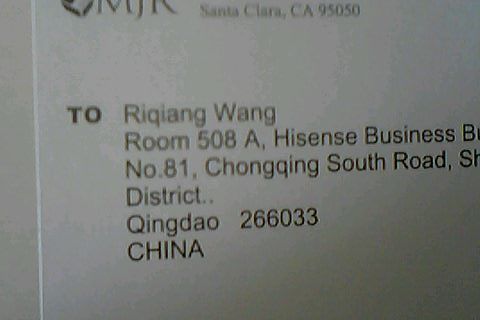 MJR
Santa Clara, CA 95050
TO Riqiang Wang
Room 508 A, Hisense Business
No.81, Chongqing South Road,
District..
Qingdao 266033
CHINA